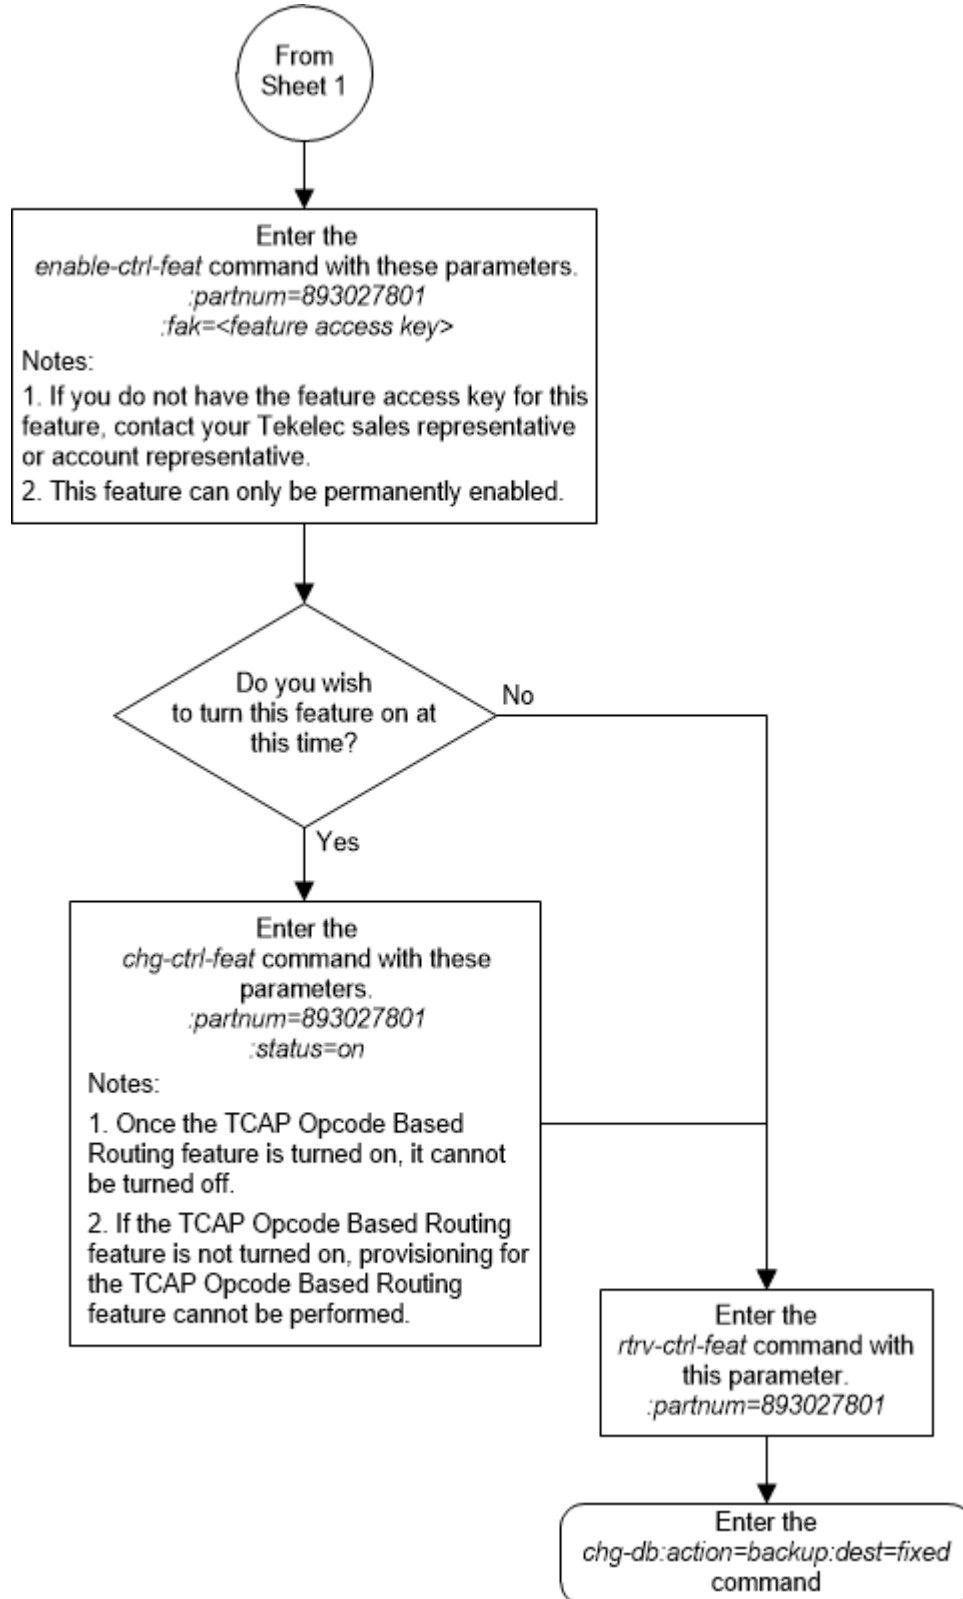 From
Sheet 1
Enter the
enable-ctrl-feat command with these parameters.
:partnum=893027801
:fak=<feature access key>
Notes:
1. If you do not have the feature access key for this
feature, contact your Tekelec sales representative
or account representative.
2. This feature can only be permanently enabled.
Do you wish
to turn this feature on at
this time?
No
Yes
Enter the
chg-ctrl-feat command with these
parameters.
:partnum=893027801
:status=on
Notes:
1. Once the TCAP Opcode Based
Routing feature is turned on, it cannot
be turned off.
2. If the TCAP Opcode Based Routing
feature is not turned on, provisioning for
the TCAP Opcode Based Routing
feature cannot be performed.
Enter the
rtrv-ctrl-feat command with
this parameter.
:partnum=893027801
Enter the
chg-db:action=backup:dest=fixed
command